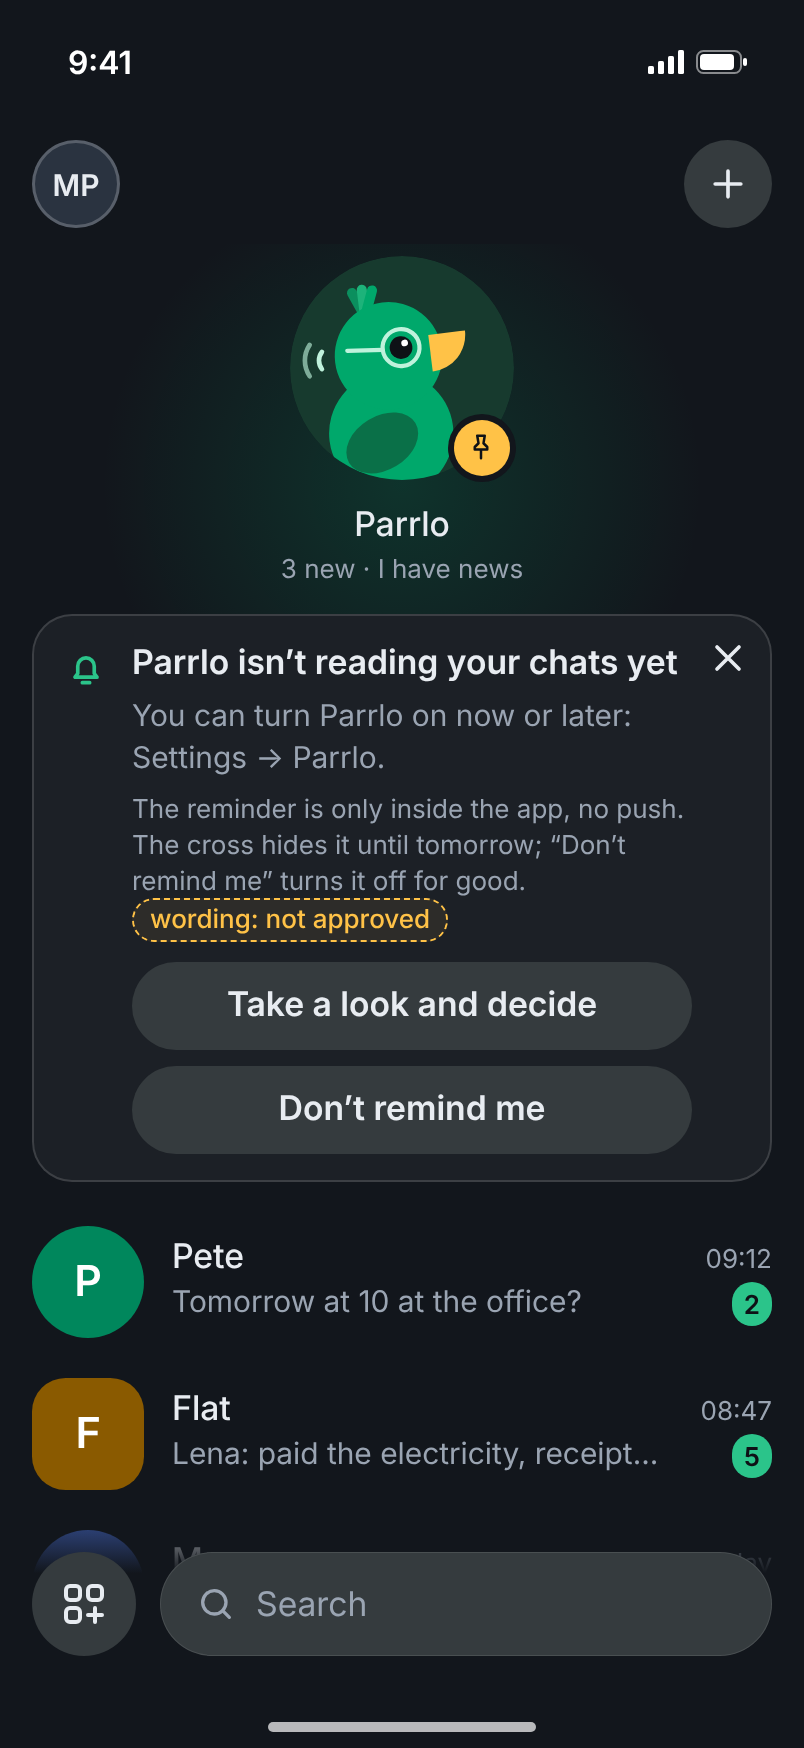 9:41
MP
Parrlo
3 new · I have news
Parrlo isn’t reading your chats yet
You can turn Parrlo on now or later:
Settings → Parrlo.
The reminder is only inside the app, no push.
The cross hides it until tomorrow; “Don’t
remind me” turns it off for good.
wording: not approved
Take a look and decide
Don’t remind me
P
Pete
09:12
Tomorrow at 10 at the office?
2
F
Flat
08:47
Lena: paid the electricity, receipt...
5
Search